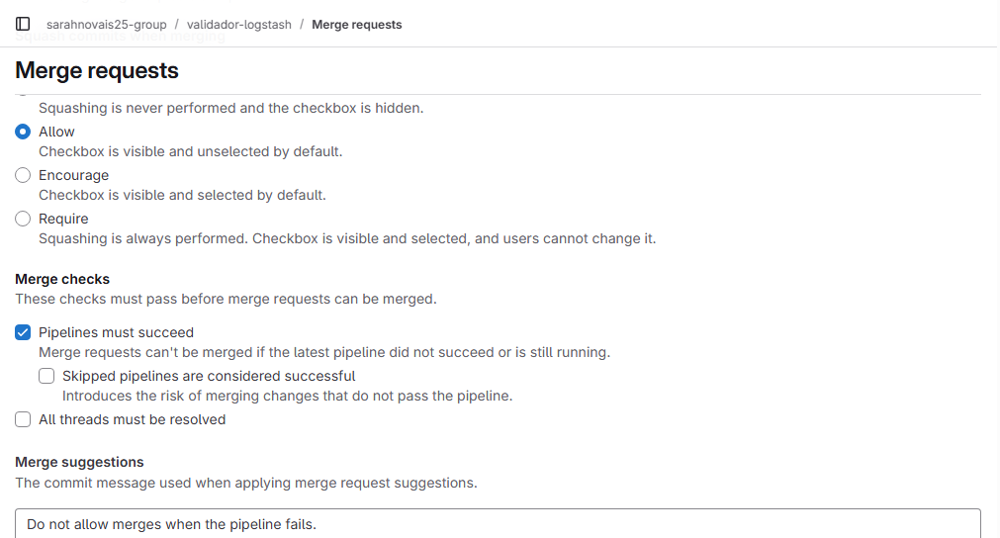 sarahnovais25-group / validador-logstash / Merge requests
Squash commits when merging
Merge requests
Squashing is never performed and the checkbox is hidden.
Allow
Checkbox is visible and unselected by default.
Encourage
Checkbox is visible and selected by default.
Require
Squashing is always performed. Checkbox is visible and selected, and users cannot change it.
Merge checks
These checks must pass before merge requests can be merged.
Pipelines must succeed
Merge requests can't be merged if the latest pipeline did not succeed or is still running.
Skipped pipelines are considered successful
Introduces the risk of merging changes that do not pass the pipeline.
All threads must be resolved
Merge suggestions
The commit message used when applying merge request suggestions.
Do not allow merges when the pipeline fails.